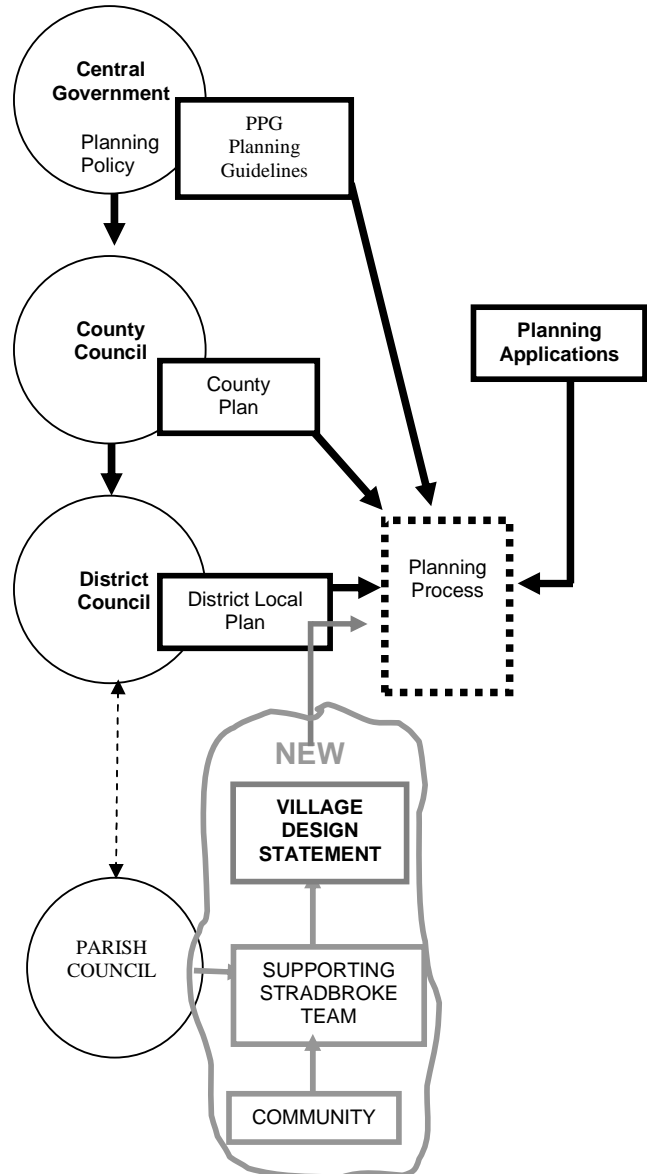 Central
Government
Planning
Policy
PPG
Planning
Guidelines
County
Council
County
Plan
Planning
Applications
District
Council
District Local
Plan
Planning
Process
NEW
VILLAGE
DESIGN
STATEMENT
PARISH
COUNCIL
SUPPORTING
STRADBROKE
TEAM
COMMUNITY